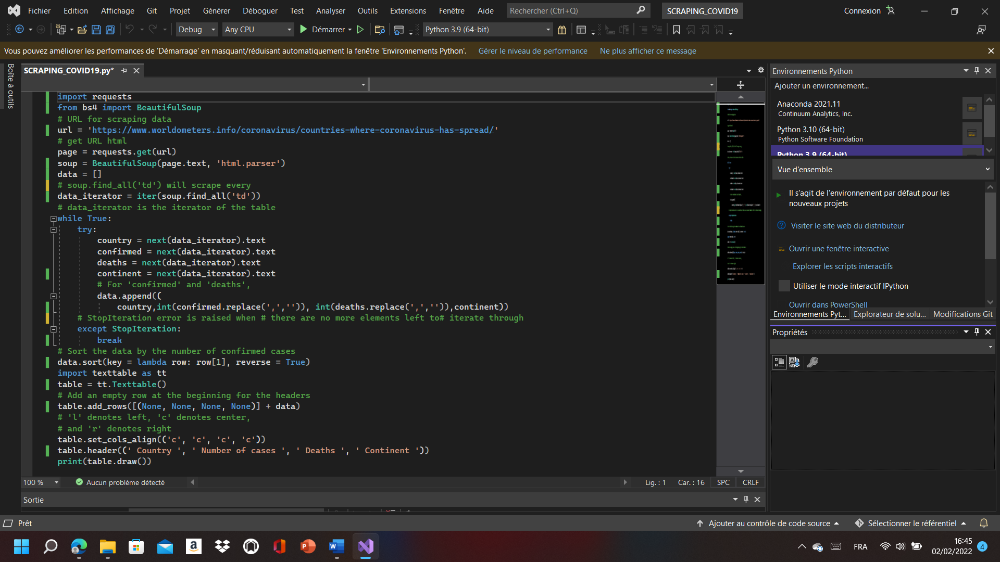 Fichier Edition Affichage Git Projet Générer Déboguer Test Analyser Outils Extensions Fenêtre Aide Rechercher (Ctrl+Q) SCRAPING_COVID19 Connexion
Debug Any CPU Démarrer Python 3.9 (64-bit)
Vous pouvez améliorer les performances de 'Démarrage' en masquant/réduisant automatiquement la fenêtre 'Environnements Python'. Gérer le niveau de performance Ne plus afficher ce message
Boîte à outils
SCRAPING_COVID19.py*
import requests
from bs4 import BeautifulSoup
# URL for scraping data
url = 'https://www.worldometers.info/coronavirus/countries-where-coronavirus-has-spread/'
# get URL html
page = requests.get(url)
soup = BeautifulSoup(page.text, 'html.parser')
data = []
# soup.find_all('td') will scrape every
data_iterator = iter(soup.find_all('td'))
# data_iterator is the iterator of the table
while True:
try:
country = next(data_iterator).text
confirmed = next(data_iterator).text
deaths = next(data_iterator).text
continent = next(data_iterator).text
# For 'confirmed' and 'deaths',
data.append((
country,int(confirmed.replace(',','')), int(deaths.replace(',','')),continent))
# StopIteration error is raised when # there are no more elements left to# iterate through
except StopIteration:
break
# Sort the data by the number of confirmed cases
data.sort(key = lambda row: row[1], reverse = True)
import texttable as tt
table = tt.Texttable()
# Add an empty row at the beginning for the headers
table.add_rows([(None, None, None, None)] + data)
# 'l' denotes left, 'c' denotes center,
# and 'r' denotes right
table.set_cols_align(('c', 'c', 'c', 'c'))
table.header((' Country ', ' Number of cases ', ' Deaths ', ' Continent '))
print(table.draw())
100 % Aucun problème détecté Lig. : 1 Car. : 16 SPC CRLF
Sortie
Environnements Python
Ajouter un environnement...
Anaconda 2021.11
Continuum Analytics, Inc.
Python 3.10 (64-bit)
Python Software Foundation
Python 3.9 (64-bit)
Vue d'ensemble
Il s'agit de l'environnement par défaut pour les
nouveaux projets
Visiter le site web du distributeur
Ouvrir une fenêtre interactive
Explorer les scripts interactifs
Utiliser le mode interactif IPython
Ouvrir dans PowerShell
Environnements Pyt... Explorateur de solu... Modifications Git
Propriétés
Prêt Ajouter au contrôle de code source Sélectionner le référentiel
FRA 16:45
02/02/2022 4